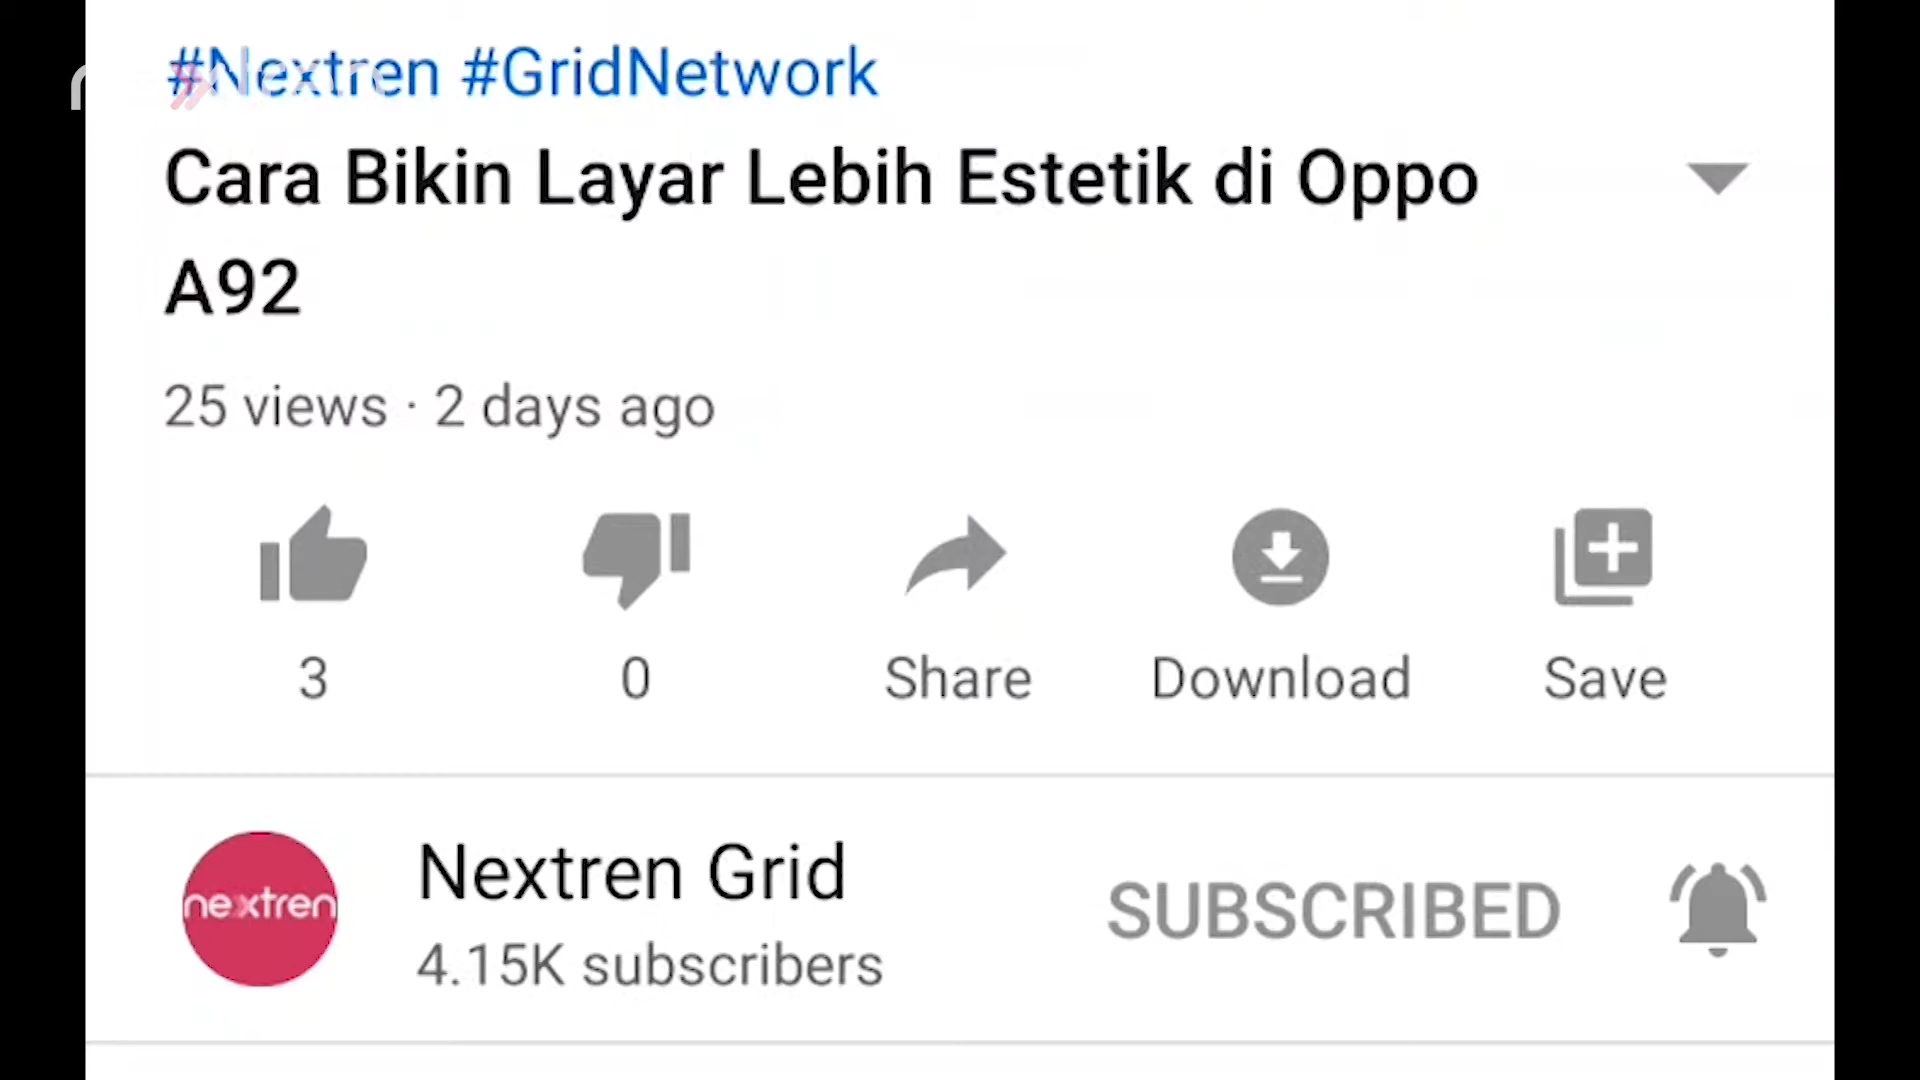 #Nextren #GridNetwork
Cara Bikin Layar Lebih Estetik di Oppo
A92
25 views · 2 days ago
3 0 Share Download Save
nextren
Nextren Grid
SUBSCRIBED
4.15K subscribers